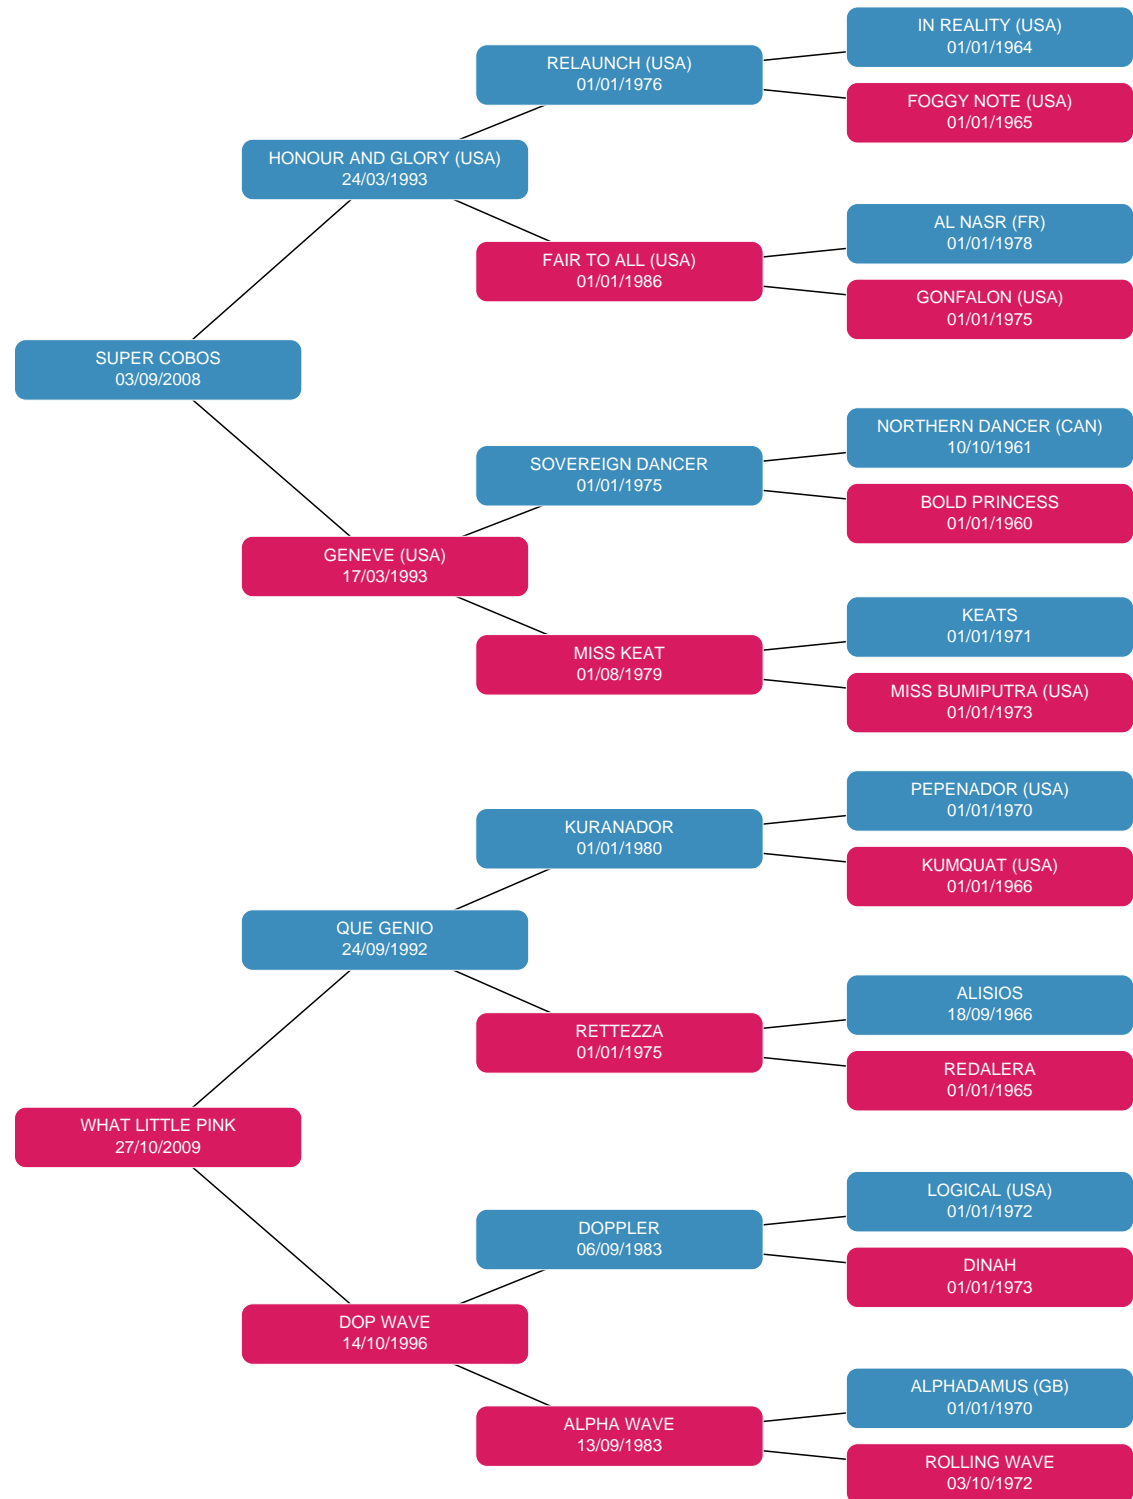 IN REALITY (USA)
01/01/1964
RELAUNCH (USA)
01/01/1976
FOGGY NOTE (USA)
01/01/1965
HONOUR AND GLORY (USA)
24/03/1993
AL NASR (FR)
01/01/1978
FAIR TO ALL (USA)
01/01/1986
GONFALON (USA)
01/01/1975
SUPER COBOS
03/09/2008
NORTHERN DANCER (CAN)
10/10/1961
SOVEREIGN DANCER
01/01/1975
BOLD PRINCESS
01/01/1960
GENEVE (USA)
17/03/1993
KEATS
01/01/1971
MISS KEAT
01/08/1979
MISS BUMIPUTRA (USA)
01/01/1973
PEPENADOR (USA)
01/01/1970
KURANADOR
01/01/1980
KUMQUAT (USA)
01/01/1966
QUE GENIO
24/09/1992
ALISIOS
18/09/1966
RETTEZZA
01/01/1975
REDALERA
01/01/1965
WHAT LITTLE PINK
27/10/2009
LOGICAL (USA)
01/01/1972
DOPPLER
06/09/1983
DINAH
01/01/1973
DOP WAVE
14/10/1996
ALPHADAMUS (GB)
01/01/1970
ALPHA WAVE
13/09/1983
ROLLING WAVE
03/10/1972